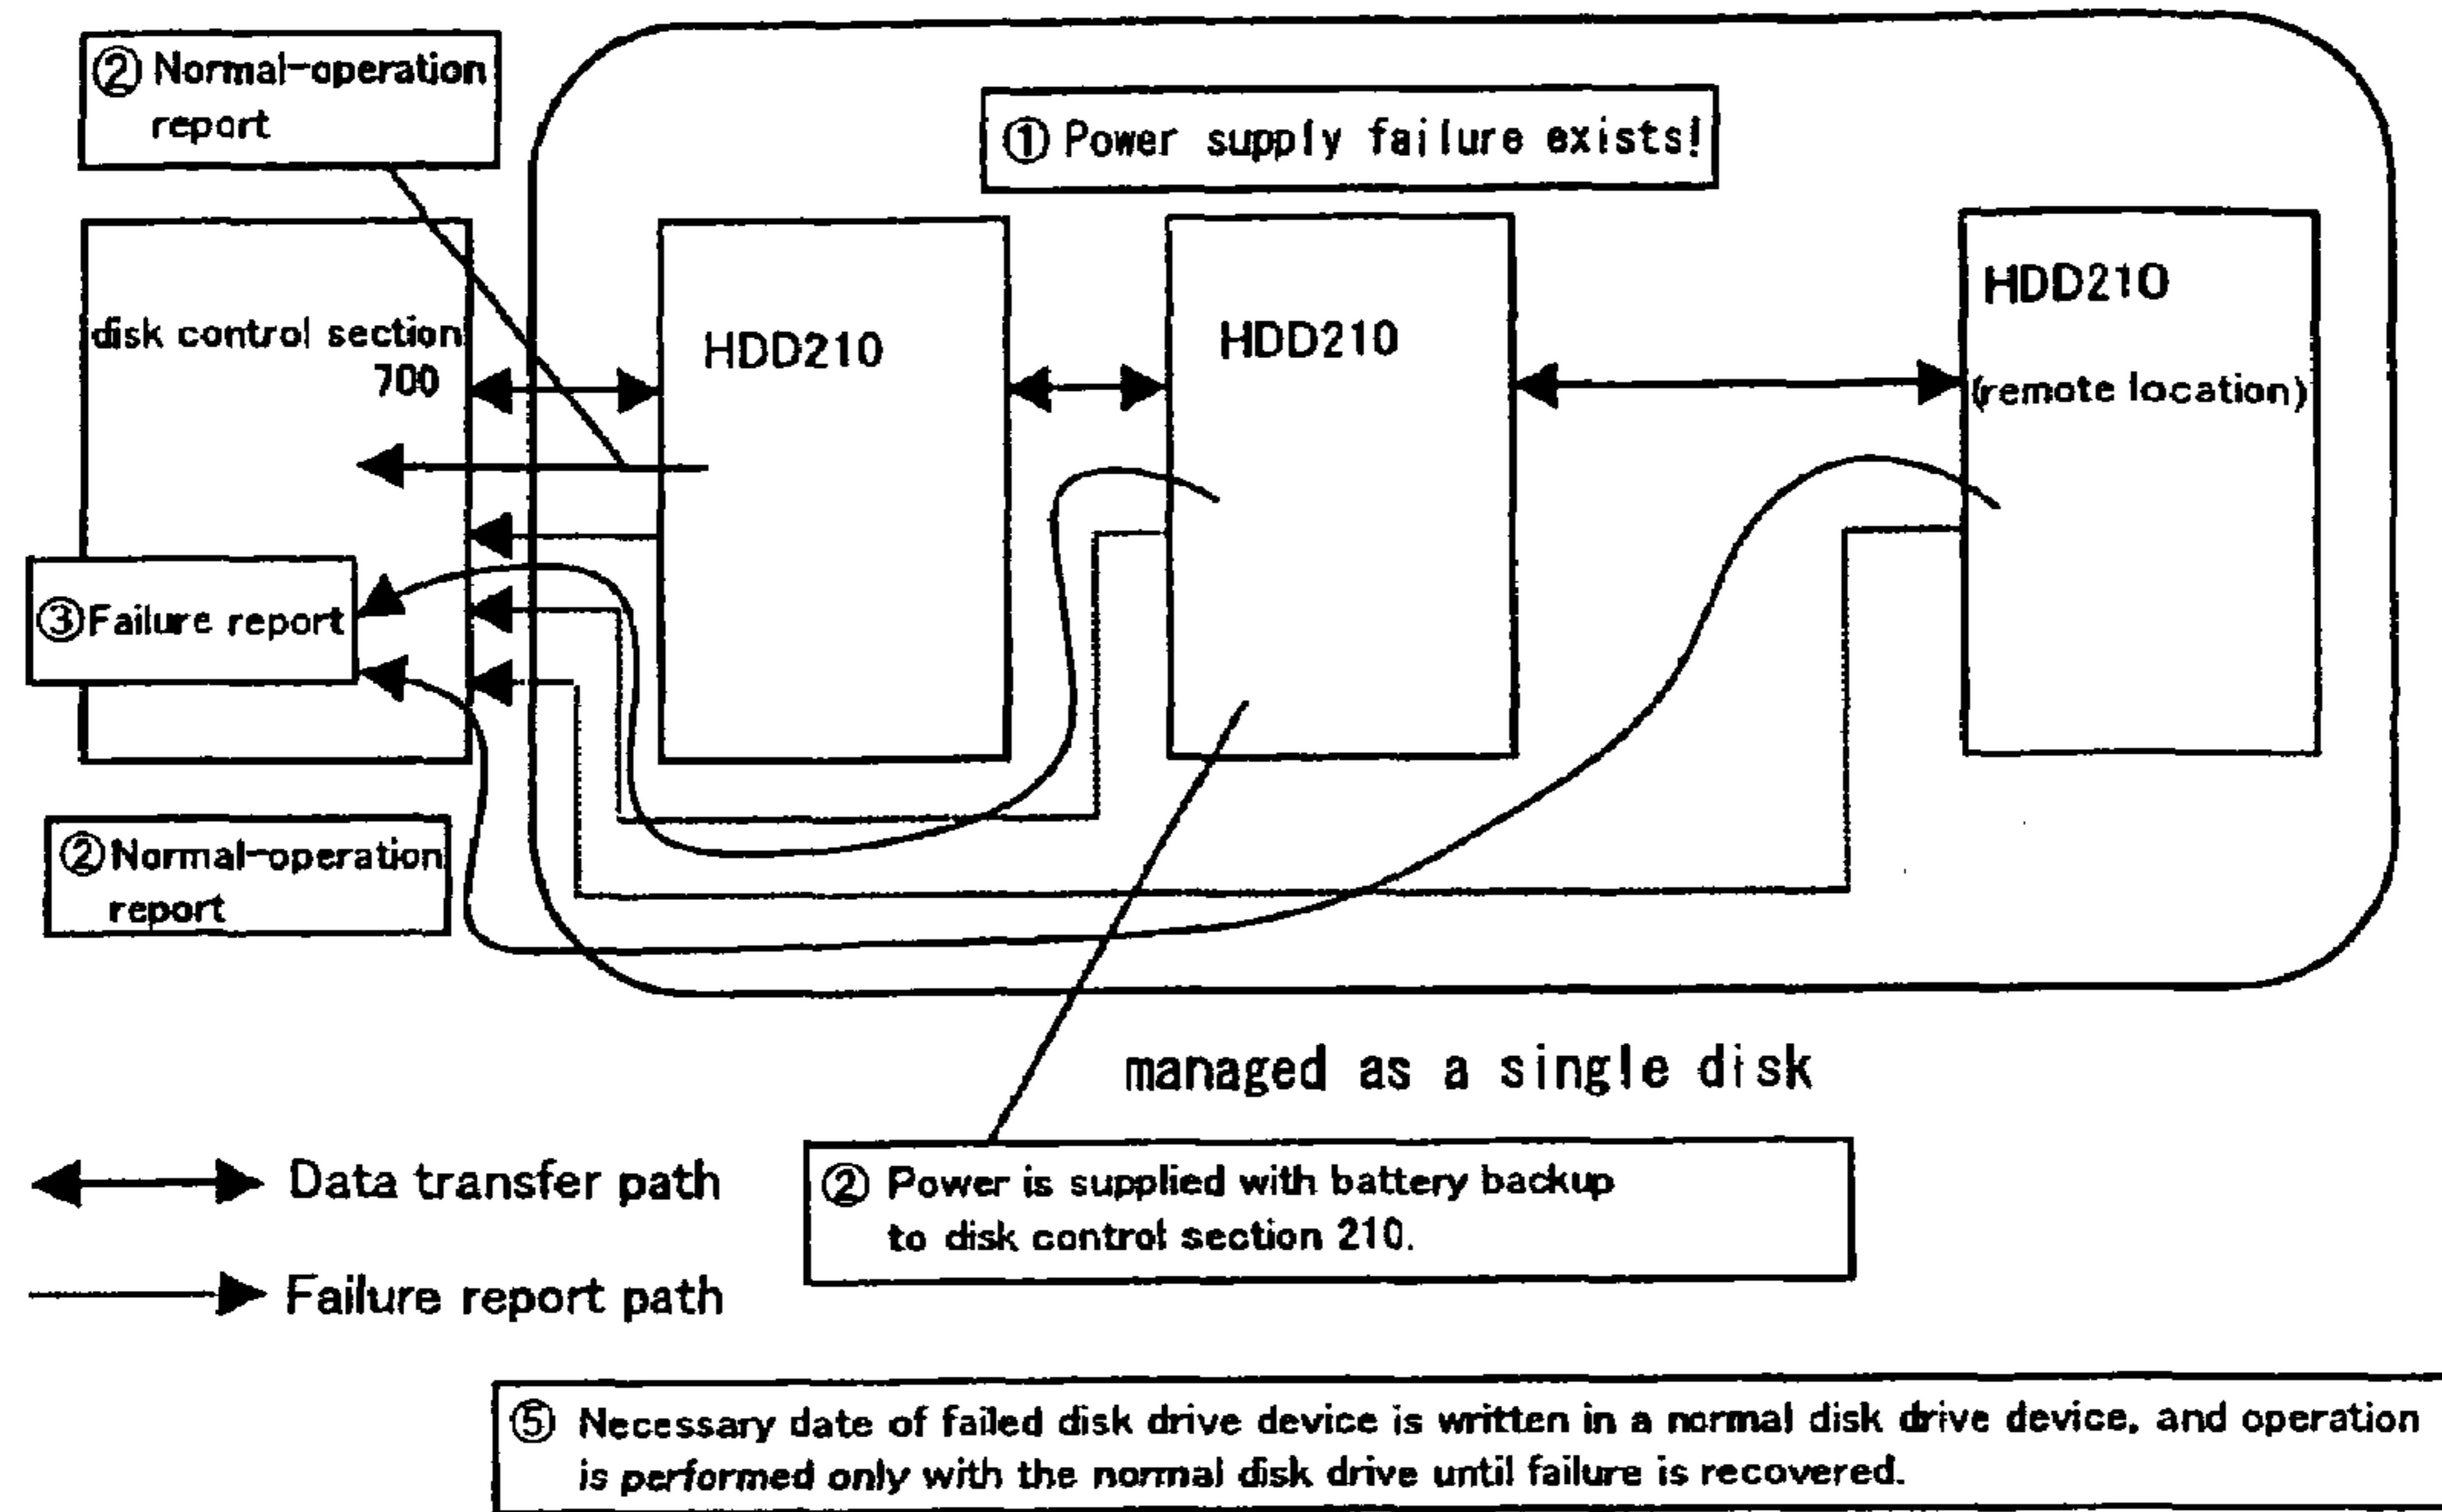 ② Normal-operation
report
① Power supply failure exists!
disk control section
700
HDD210
HDD210
HDD210
(remote location)
③Failure report
②Normal-operation
report
managed as a single disk
Data transfer path
② Power is supplied with battery backup
to disk control section 210.
Failure report path
⑤ Necessary date of failed disk drive device is written in a normal disk drive device, and operation
is performed only with the normal disk drive until failure is recovered.